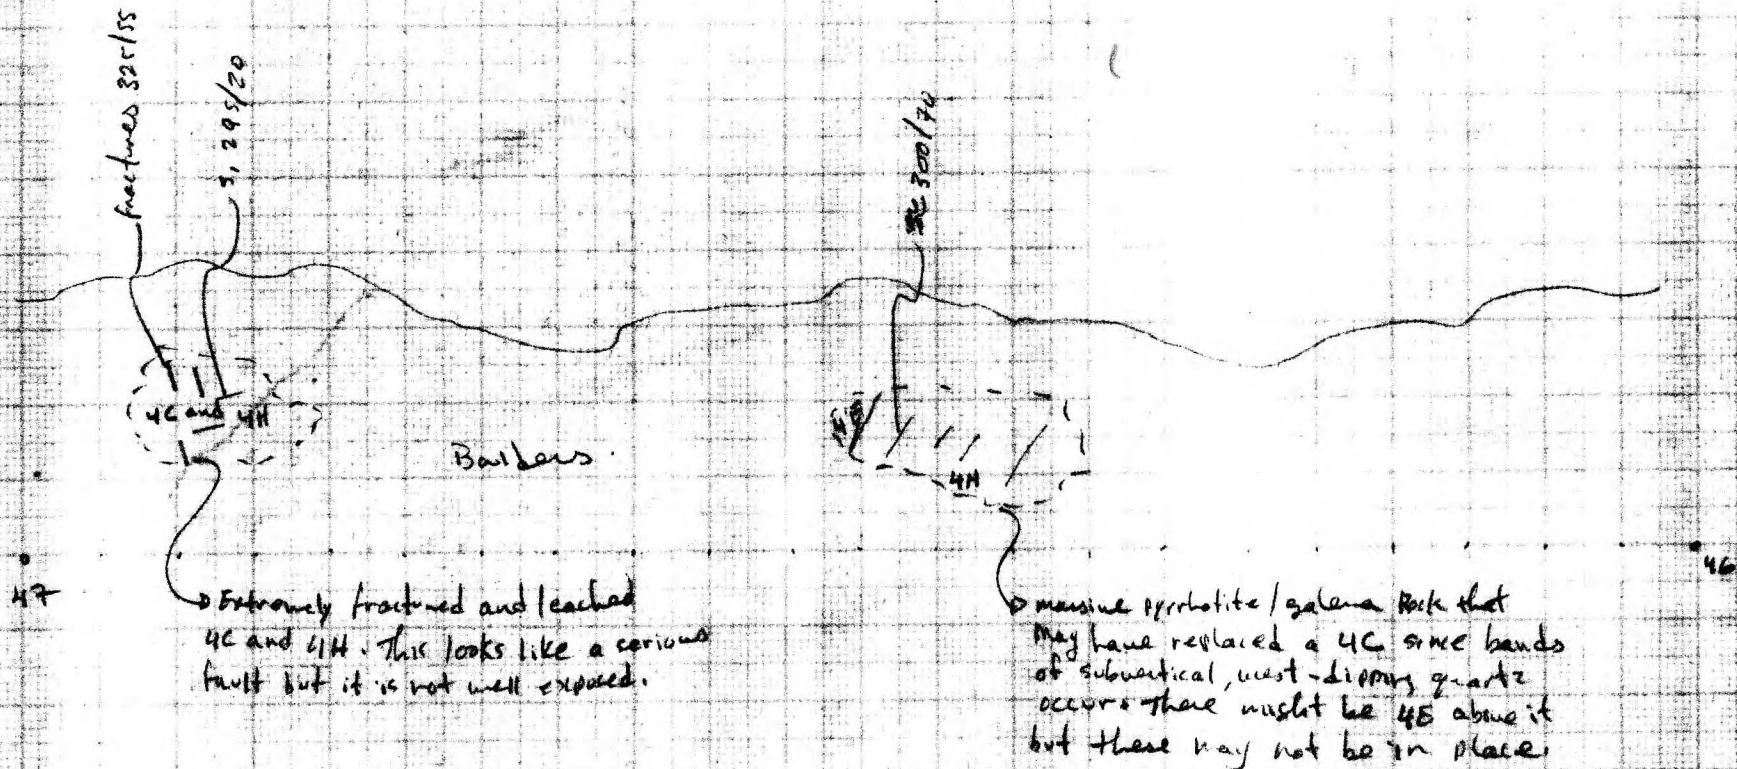 fractures 325/55
S, 295/20
300/70
4C and 4H
Balders.
4H
47
46
Extremely fractured and leached
4C and 4H. This looks like a serious
fault but it is not well exposed.
massive pyrrhotite/galena Rock that
may have replaced a 4C since bands
of subvertical, west-dipping quartz
occur. There might be 4E above it
but these may not be in place.